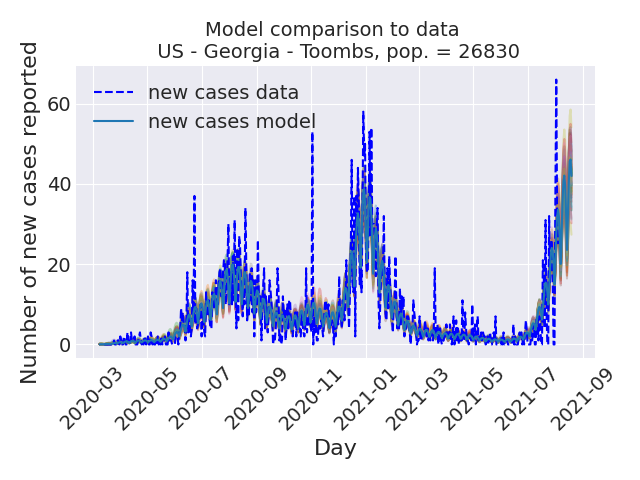 Model comparison to data
US - Georgia - Toombs, pop. = 26830
Number of new cases reported
60
40
20
0
new cases data
new cases model
2020-03
2020-05
2020-07
2020-09
2020-11
2021-01
2021-03
2021-05
2021-07
2021-09
Day